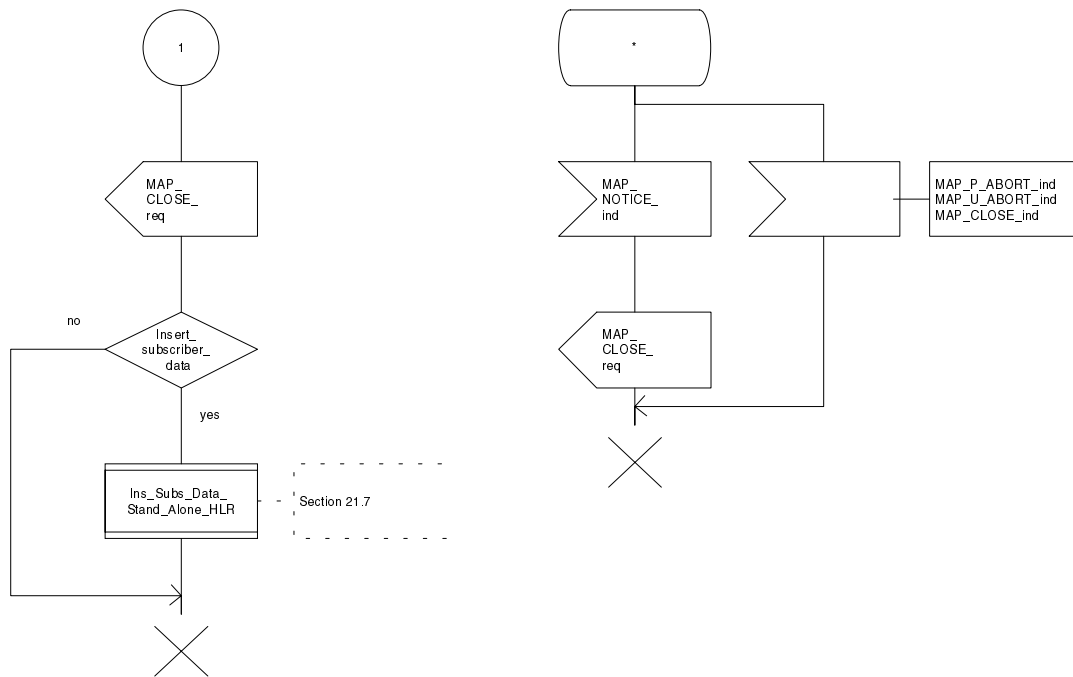 1
MAP_
CLOSE_
req
no
Insert_
subscriber_
data
yes
Ins_Subs_Data_
Stand_Alone_HLR
Section 21.7
*
MAP_
NOTICE_
ind
MAP_P_ABORT_ind
MAP_U_ABORT_ind
MAP_CLOSE_ind
MAP_
CLOSE_
req